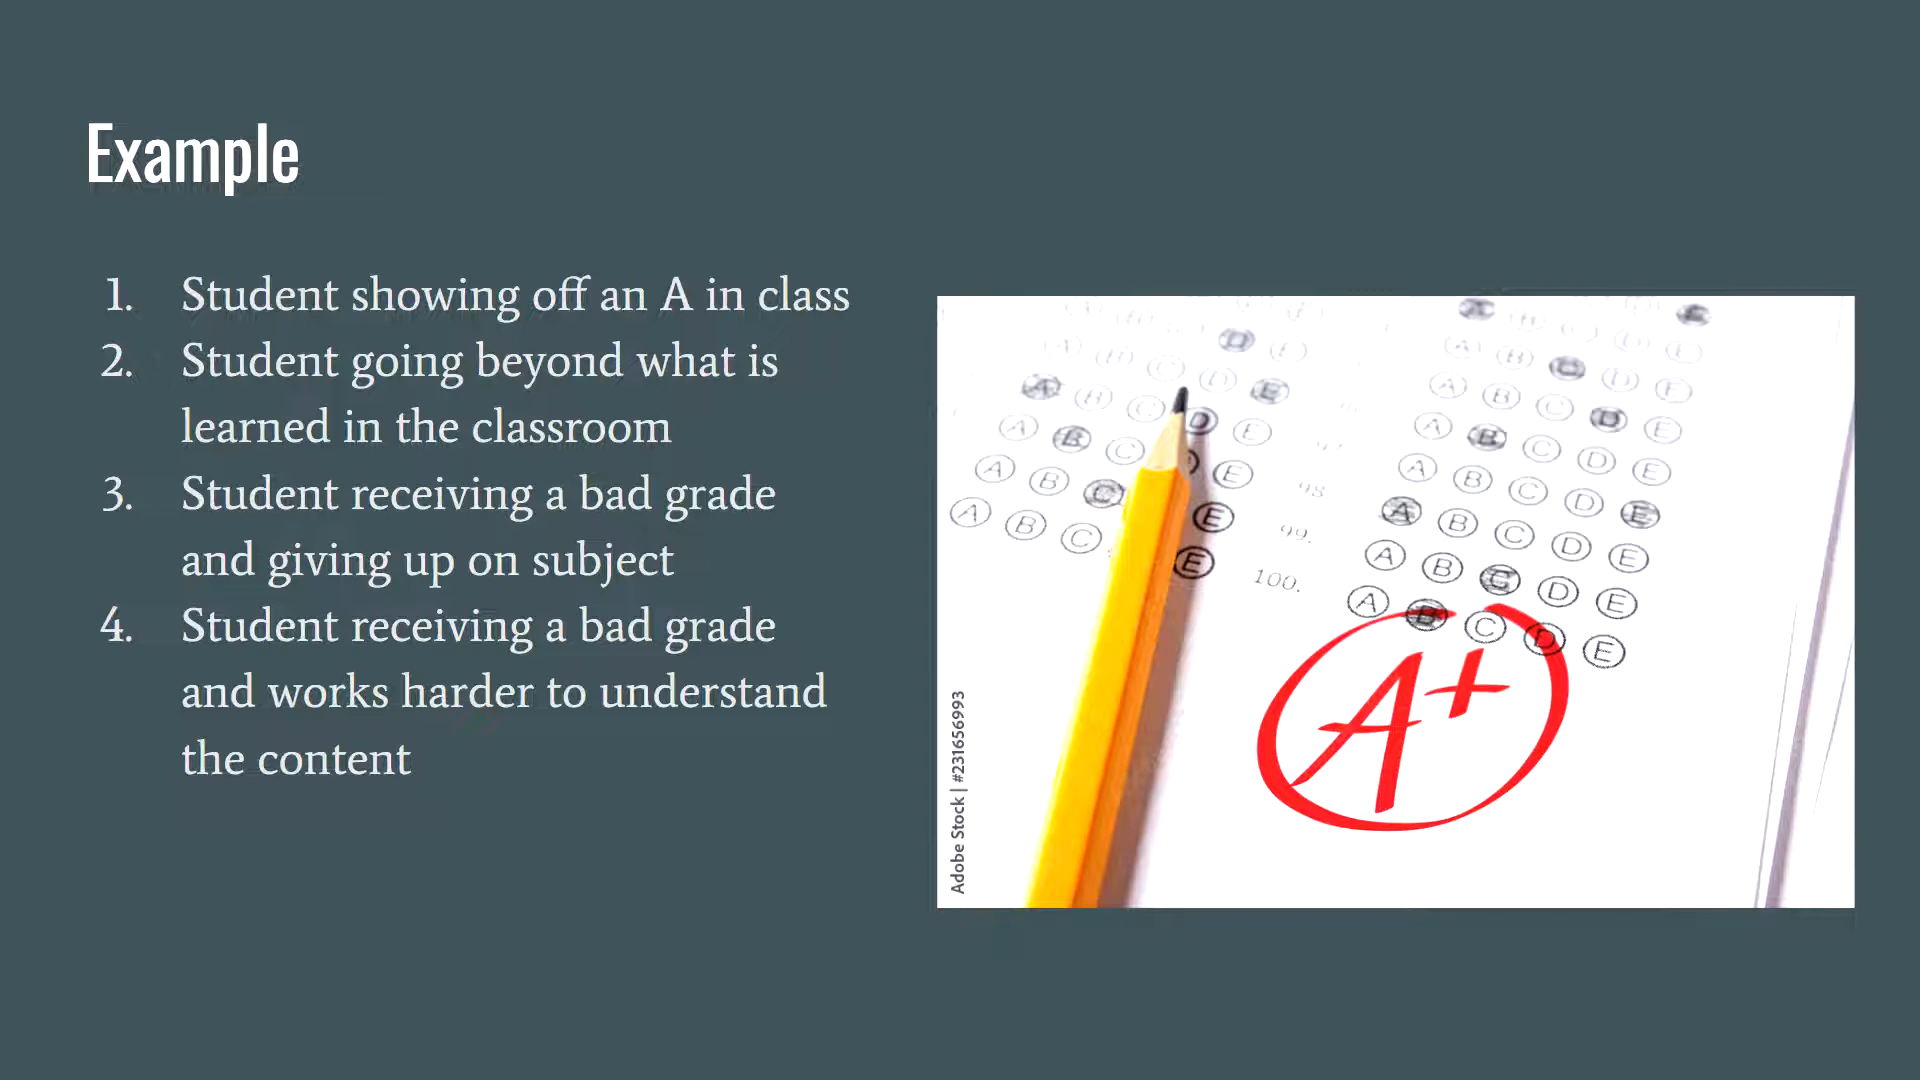 Example
1. Student showing off an A in class
2. Student going beyond what is
learned in the classroom
3. Student receiving a bad grade
and giving up on subject
4. Student receiving a bad grade
and works harder to understand
the content
A B C D E
A B C D E
98
A B C D E
99.
A B C E
A B C D E
100.
A B C E
A B C D E
A B C D E
A+
Adobe Stock | #231656993